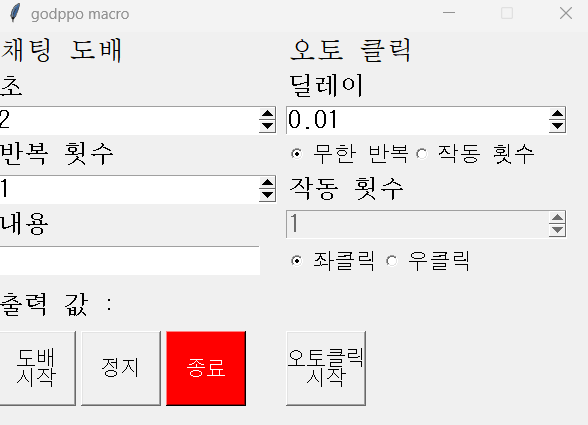 godppo macro
채팅 도배
오토 클릭
초
딜레이
2
0.01
반복 횟수
무한 반복 작동 횟수
1
작동 횟수
내용
1
좌클릭 우클릭
출력 값 :
도배
시작
정지
종료
오토클릭
시작